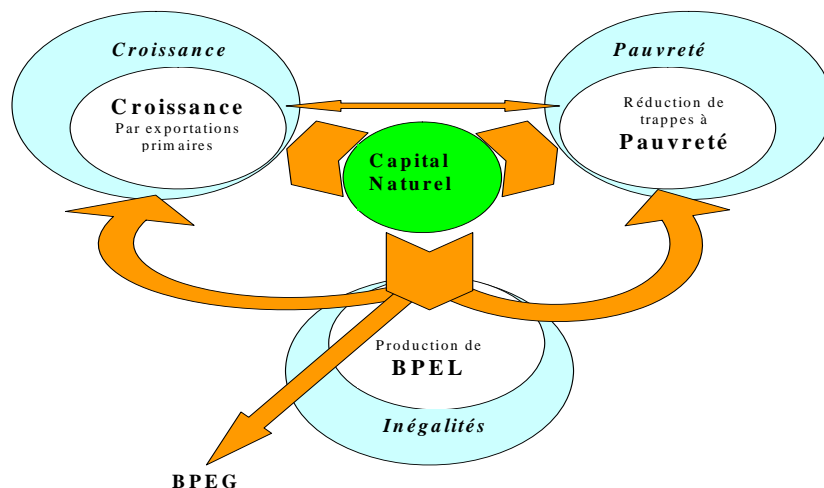 Croissance
Croissance
Par exportations
primaires
Pauvreté
Réduction de
trappes à
Pauvreté
Capital
Naturel
Production de
BPEL
Inégalités
BPEG